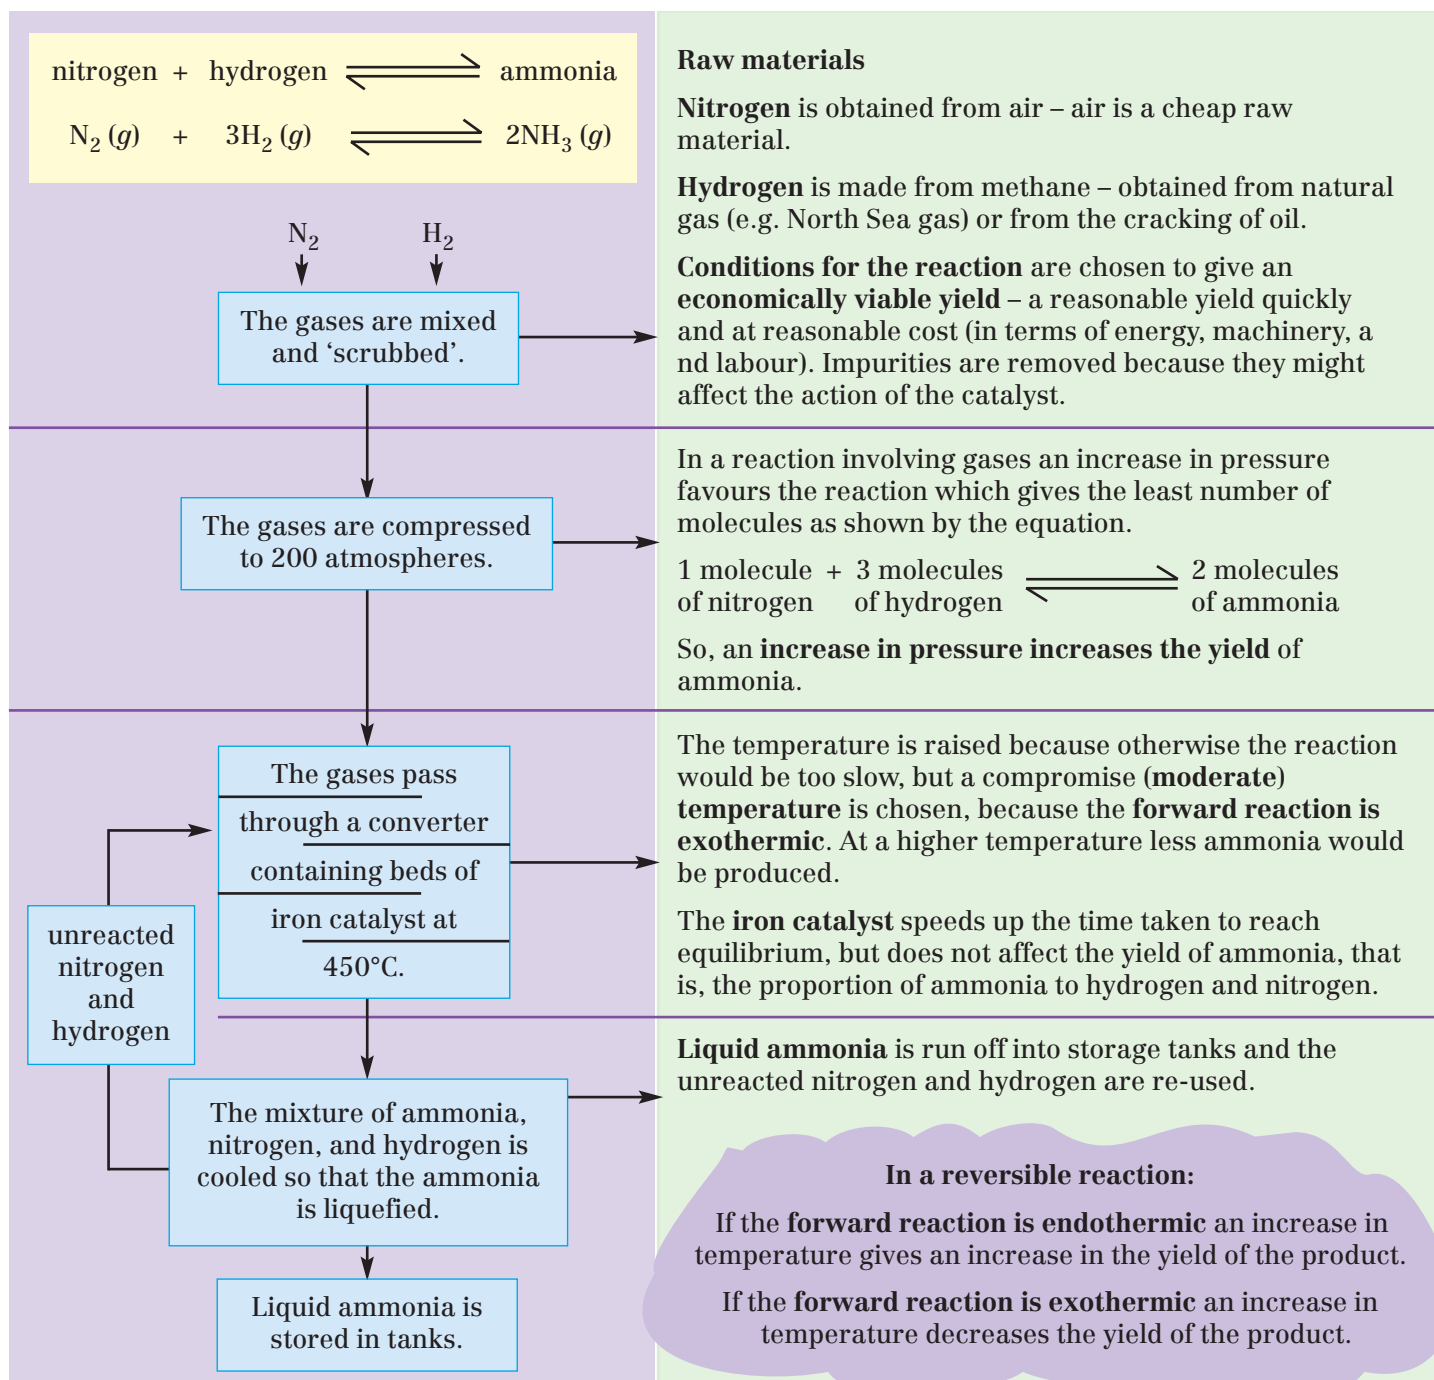 nitrogen + hydrogen ⇌ ammonia
N₂ (g) + 3H₂ (g) ⇌ 2NH₃ (g)
N₂ H₂
The gases are mixed
and ‘scrubbed’.
Raw materials
Nitrogen is obtained from air – air is a cheap raw
material.
Hydrogen is made from methane – obtained from natural
gas (e.g. North Sea gas) or from the cracking of oil.
Conditions for the reaction are chosen to give an
economically viable yield – a reasonable yield quickly
and at reasonable cost (in terms of energy, machinery, a
nd labour). Impurities are removed because they might
affect the action of the catalyst.
The gases are compressed
to 200 atmospheres.
In a reaction involving gases an increase in pressure
favours the reaction which gives the least number of
molecules as shown by the equation.
1 molecule + 3 molecules ⇌ 2 molecules
of nitrogen of hydrogen of ammonia
So, an increase in pressure increases the yield of
ammonia.
The gases pass
through a converter
containing beds of
iron catalyst at
450°C.
The temperature is raised because otherwise the reaction
would be too slow, but a compromise (moderate)
temperature is chosen, because the forward reaction is
exothermic. At a higher temperature less ammonia would
be produced.
The iron catalyst speeds up the time taken to reach
equilibrium, but does not affect the yield of ammonia, that
is, the proportion of ammonia to hydrogen and nitrogen.
unreacted
nitrogen
and
hydrogen
The mixture of ammonia,
nitrogen, and hydrogen is
cooled so that the ammonia
is liquefied.
Liquid ammonia is run off into storage tanks and the
unreacted nitrogen and hydrogen are re-used.
Liquid ammonia is
stored in tanks.
In a reversible reaction:
If the forward reaction is endothermic an increase in
temperature gives an increase in the yield of the product.
If the forward reaction is exothermic an increase in
temperature decreases the yield of the product.